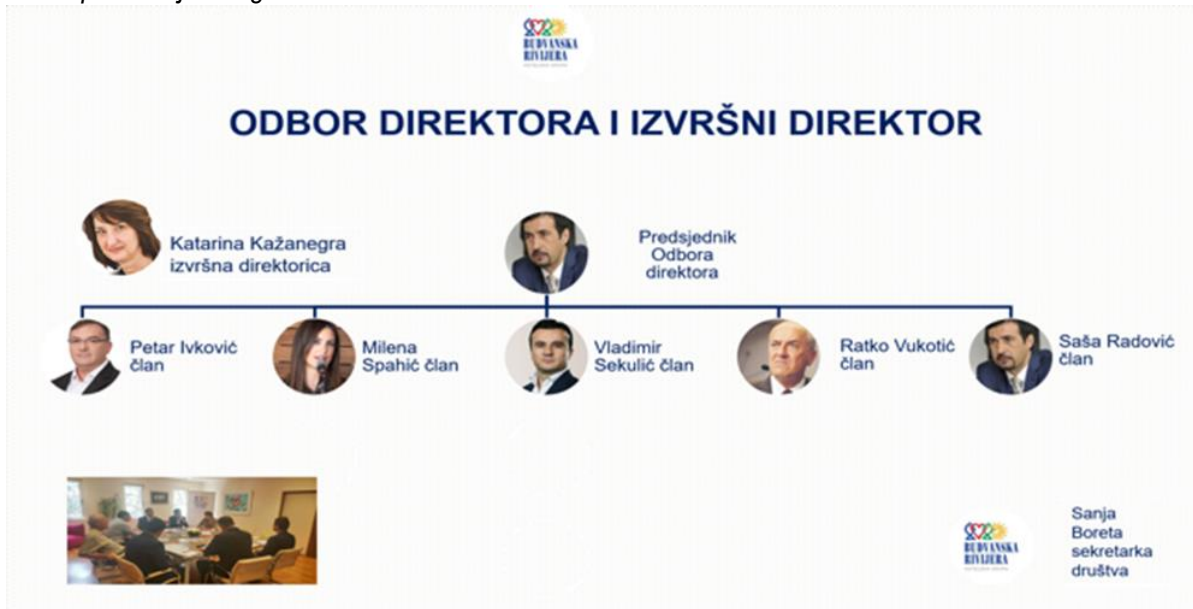 BUDVANSKA
RIVIJERA
ODBOR DIREKTORA I IZVRŠNI DIREKTOR
Katarina Kažanegra
izvršna direktorica
Predsjednik
Odbora
direktora
Petar Ivković
član
Milena
Spahić član
Vladimir
Sekulić član
Ratko Vukotić
član
Saša Radović
član
BUDVANSKA
RIVIJERA
Sanja
Boreta
sekretarka
društva